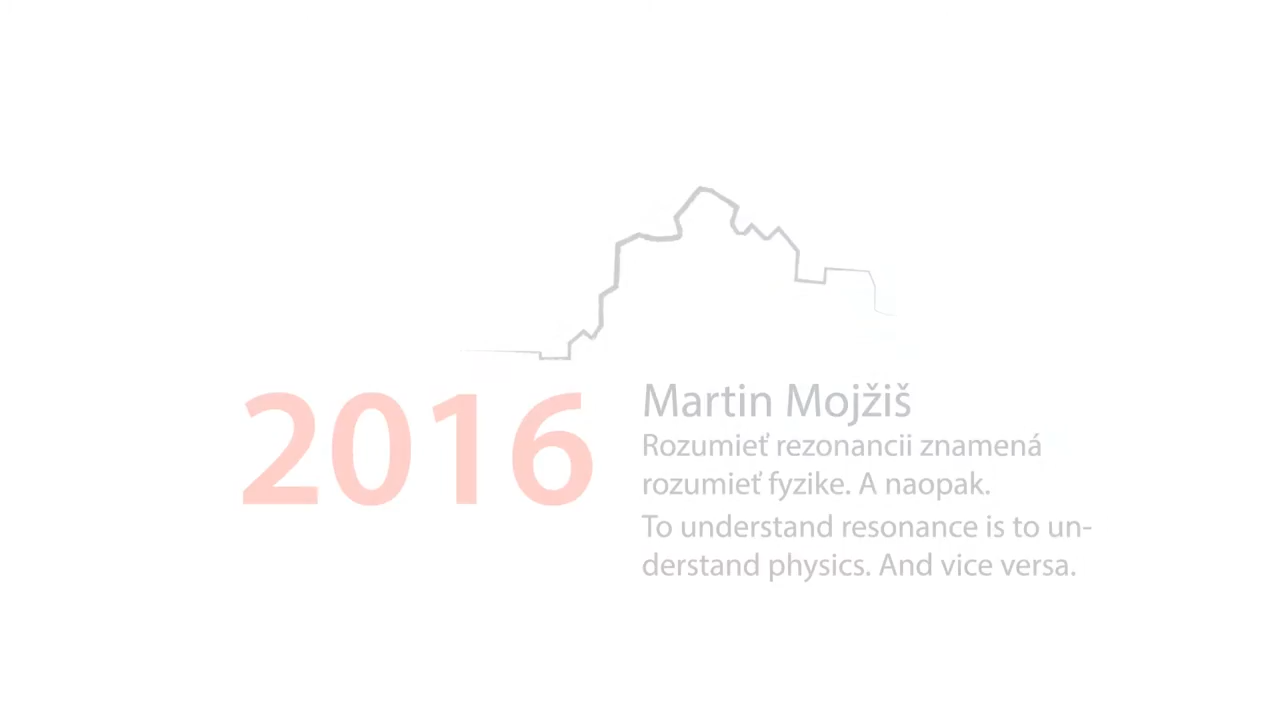 2016
Martin Mojžiš
Rozumieť rezonancii znamená
rozumieť fyzike. A naopak.
To understand resonance is to un-
derstand physics. And vice versa.